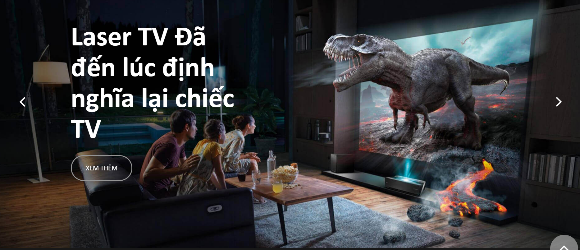 Laser TV Đã
đến lúc định
nghĩa lại chiếc
TV
XEM THÊM